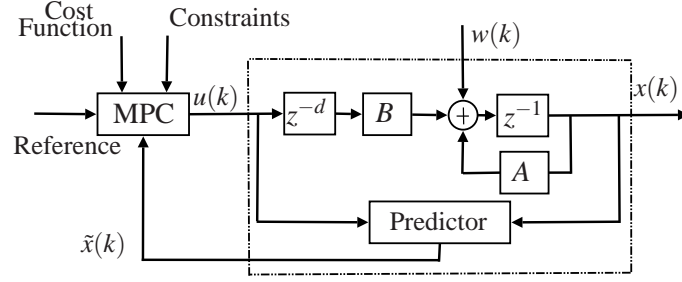 Cost
Function
Constraints
w(k)
MPC
u(k)
z^{-d}
B
+
z^{-1}
x(k)
Reference
A
Predictor
x̃(k)